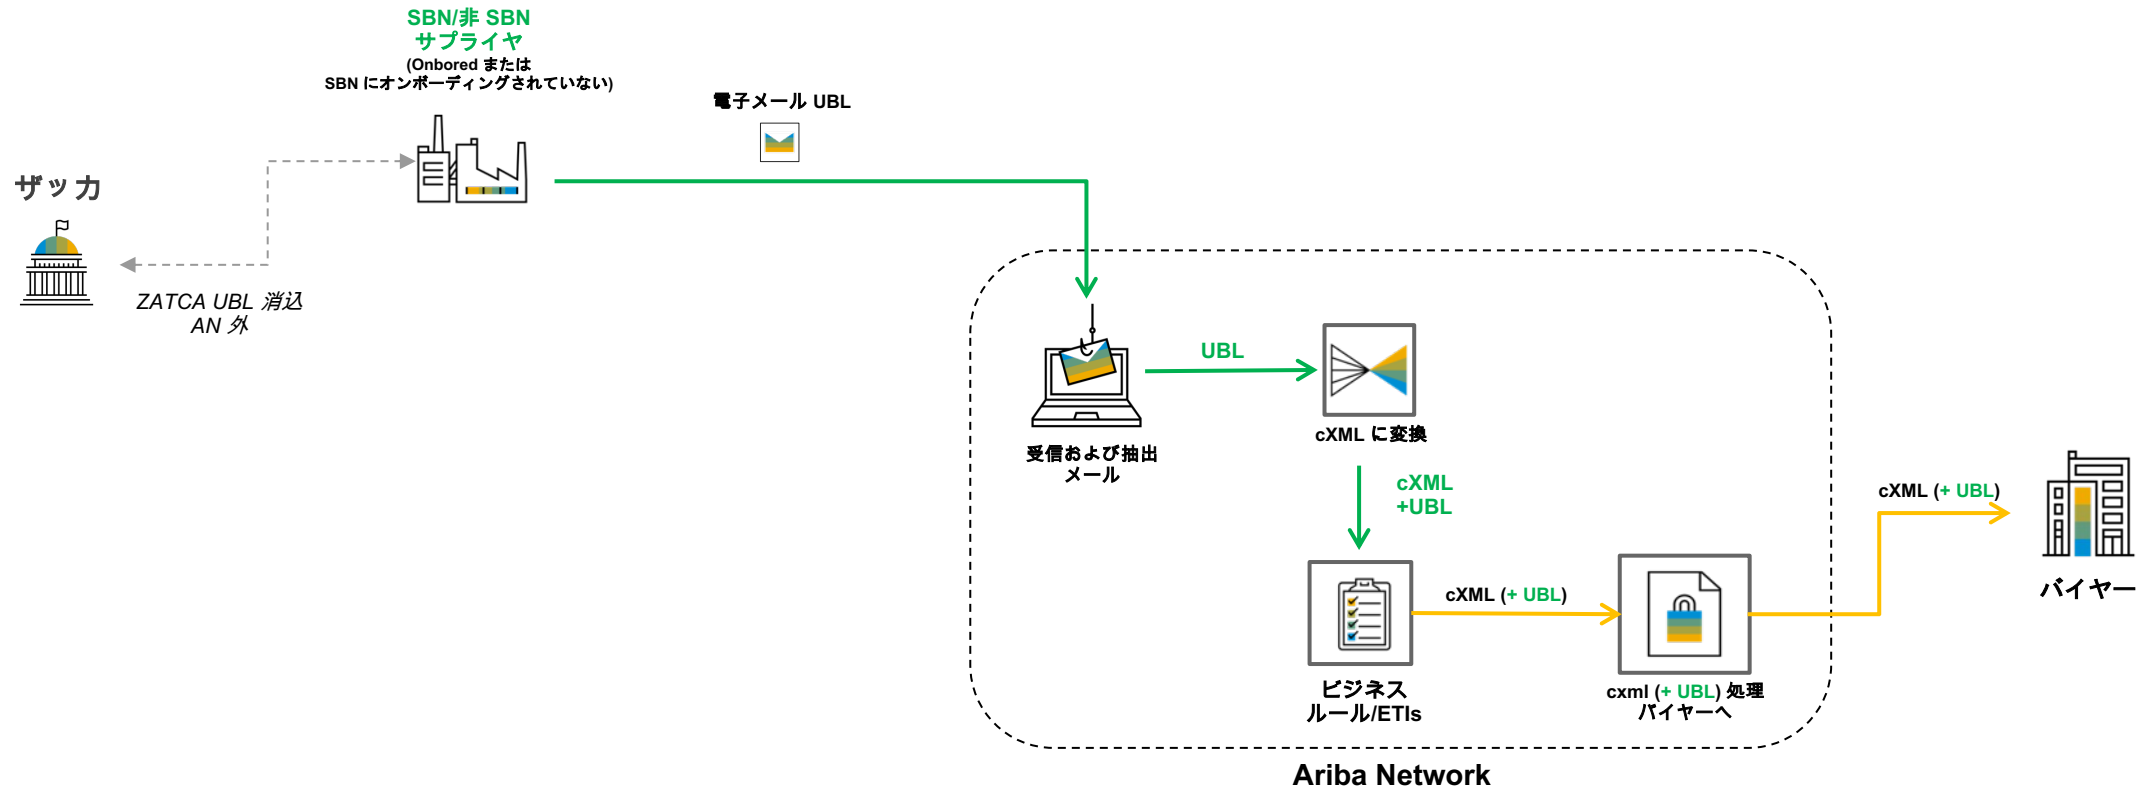 SBN/非 SBN
サプライヤ
(Onbored または
SBN にオンボーディングされていない)
電子メール UBL
ザッカ
ZATCA UBL 消込
AN 外
UBL
cXML に変換
受信および抽出
メール
cXML
+UBL
cXML (+ UBL)
cXML (+ UBL)
バイヤー
ビジネス
ルール/ETIs
cxml (+ UBL) 処理
バイヤーへ
Ariba Network